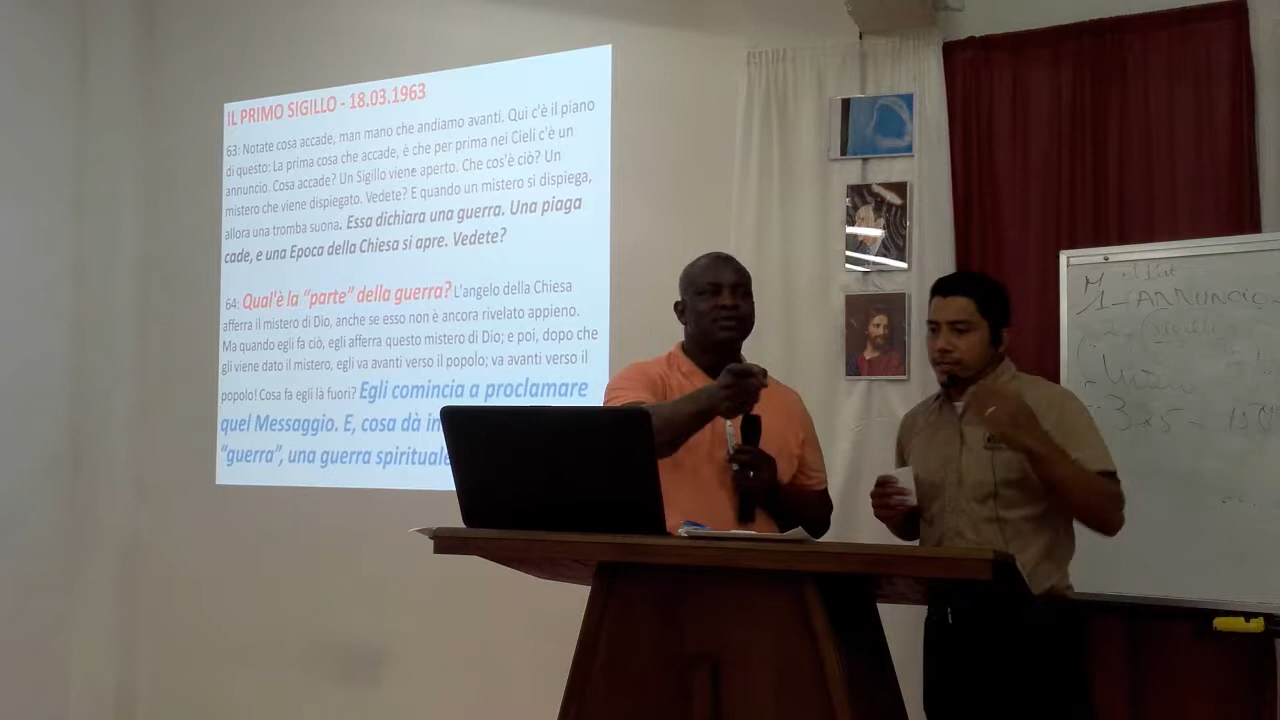 IL PRIMO SIGILLO - 18.03.1963
63: Notate cosa accade, man mano che andiamo avanti. Qui c'è il piano
di questo: La prima cosa che accade, è che per prima nei Cieli c'è un
annuncio. Cosa accade? Un Sigillo viene aperto. Che cos'è ciò? Un
mistero che viene dispiegato. Vedete? E quando un mistero si dispiega,
allora una tromba suona. Essa dichiara una guerra. Una piaga
cade, e una Epoca della Chiesa si apre. Vedete?
64: Qual'è la “parte” della guerra? L'angelo della Chiesa
afferra il mistero di Dio, anche se esso non è ancora rivelato appieno.
Ma quando egli fa ciò, egli afferra questo mistero di Dio; e poi, dopo che
gli viene dato il mistero, egli va avanti verso il popolo; va avanti verso il
popolo! Cosa fa egli là fuori? Egli comincia a proclamare
quel Messaggio. E, cosa dà in
“guerra”, una guerra spirituale
1-ANNUNCIO
3x5 = 15